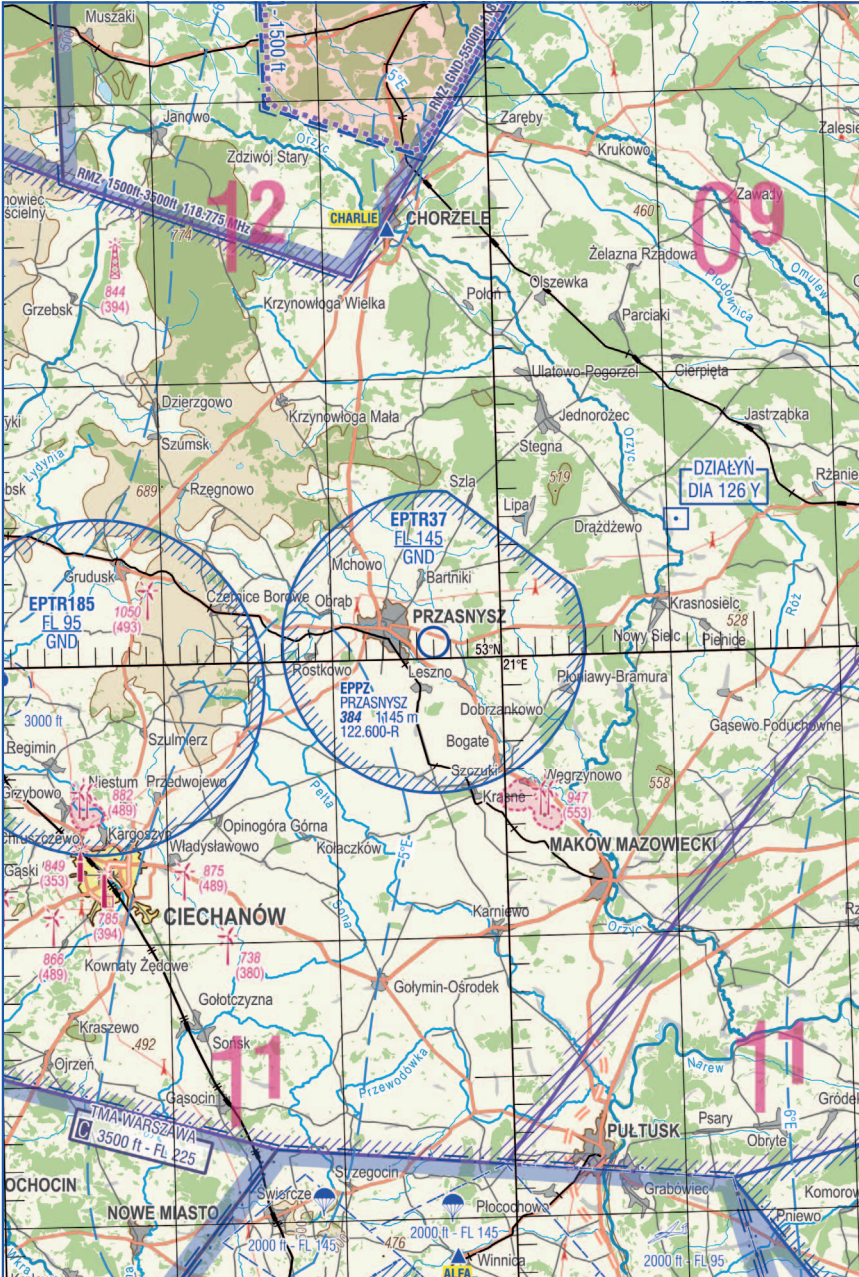 Muszaki
1500 ft
5°E
RMZ GND-5500ft 118.
Janowo
Orzyc
Zaręby
Krukowo
Zalesie
Zdziwój Stary
RMZ 1500ft-3500ft 118.775 MHz
12
09
Zawady
460
774
CHARLIE
CHORZELE
Omulew
Żelazna Rządowa
Płodownica
844
(394)
Grzebsk
Krzynowłoga Wielka
Połoń
Olszewka
Parciaki
Ulatowo-Pogorzel
Cierpięta
Dzierzgowo
Krzynowłoga Mała
Jednorożec
Jastrząbka
Szumsk
Stegna
Orzyc
Łydynia
DZIAŁYŃ
DIA 126 Y
689
Rzęgnowo
Szla
519
Lipa
EPTR37
FL 145
GND
Drążdżewo
Mchowo
Bartniki
Grudusk
EPTR185
FL 95
GND
1050
(493)
Czernice Borowe
Obrąb
PRZASNYSZ
Krasnosielc
528
Róż
Nowy Sielc
Pienice
53°N
21°E
Rostkowo
Leszno
EPPZ
PRZASNYSZ
384 1145 m
122.600-R
Płoniawy-Bramura
Dobrzankowo
3000 ft
Gąsewo Poduchowne
Szulmierz
Bogate
Regimin
Szczuki
Węgrzynowo
558
Niestum
Przedwojewo
Pełta
Krasne
947
(553)
Grzybowo
882
(489)
Opinogóra Górna
Kargoszyn
Władysławowo
Kołaczków
5°E
MAKÓW MAZOWIECKI
Gąski
849
(353)
875
(489)
785
(394)
CIECHANÓW
Sona
Karniewo
Orzyc
866
(489)
738
(380)
Kownaty Żędowe
Gołymin-Ośrodek
Gołotczyzna
Kraszewo
492
Sońsk
11
11
Ojrzeń
Przewodówka
Narew
Gąsocin
TMA WARSZAWA
C 3500 ft - FL 225
PUŁTUSK
Psary
Obryte
6°E
OCHOCIN
Strzegocin
Świercze
Grabówiec
NOWE MIASTO
Płocochowo
Pniewo
2000 ft - FL 145
476
2000 ft - FL 145
Winnica
2000 ft - FL 95
ALFA